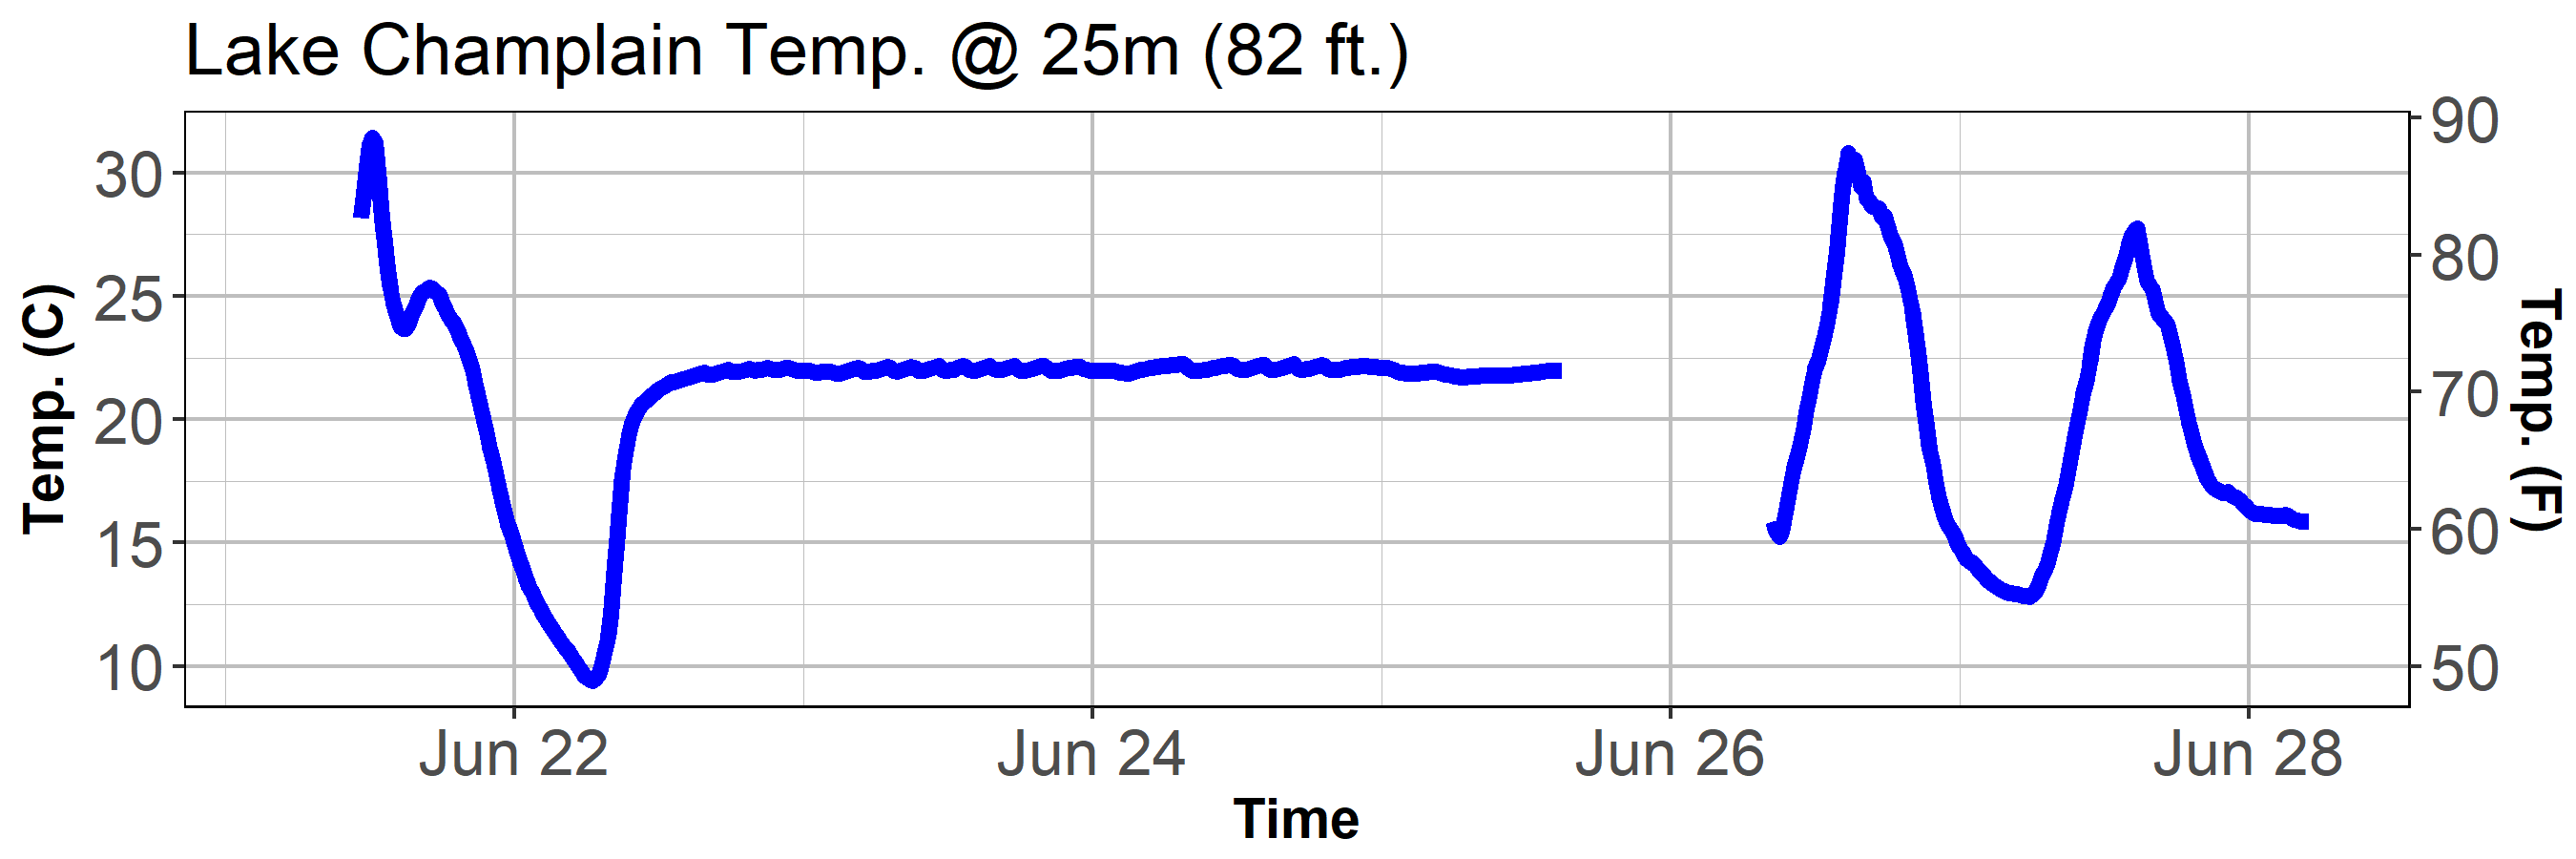 Lake Champlain Temp. @ 25m (82 ft.)
Temp. (C)
30
25
20
15
10
90
80
70
60
50
Temp. (F)
Jun 22 Jun 24 Jun 26 Jun 28
Time